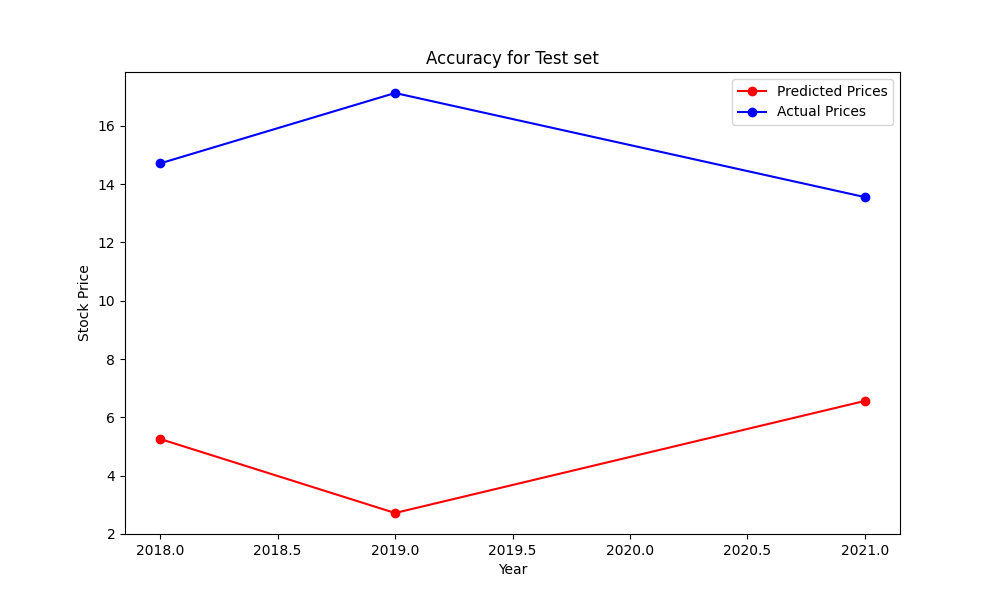 Accuracy for Test set
Predicted Prices
Actual Prices
16
14
12
10
8
6
4
2
Stock Price
2018.0 2018.5 2019.0 2019.5 2020.0 2020.5 2021.0
Year